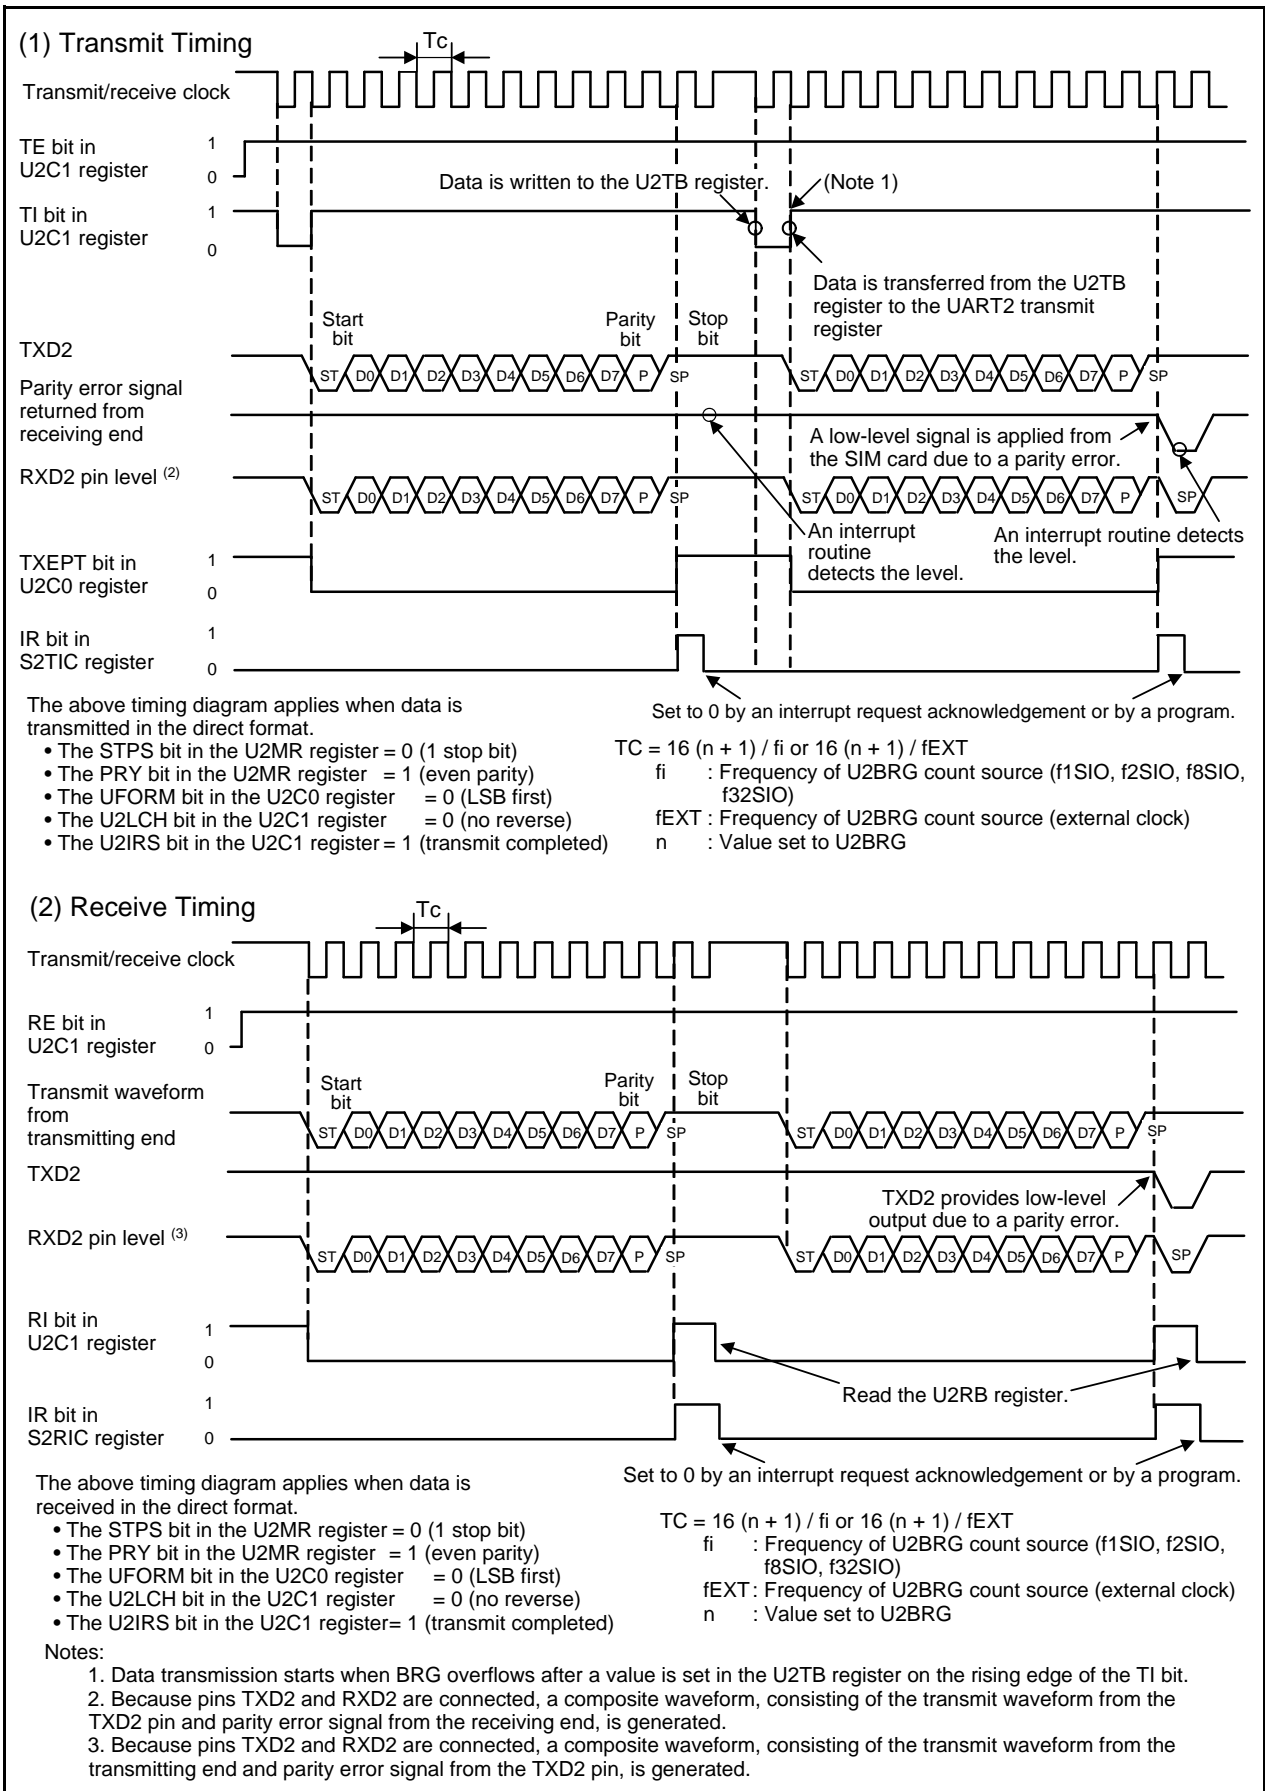 (1) Transmit Timing
Tc
Transmit/receive clock
TE bit in
U2C1 register
1
0
Data is written to the U2TB register.
(Note 1)
TI bit in
U2C1 register
1
0
Data is transferred from the U2TB
register to the UART2 transmit
register
Start
bit
Parity
bit
Stop
bit
TXD2
ST D0 D1 D2 D3 D4 D5 D6 D7 P SP
ST D0 D1 D2 D3 D4 D5 D6 D7 P SP
Parity error signal
returned from
receiving end
A low-level signal is applied from
the SIM card due to a parity error.
RXD2 pin level (2)
ST D0 D1 D2 D3 D4 D5 D6 D7 P SP
ST D0 D1 D2 D3 D4 D5 D6 D7 P SP
An interrupt
routine
detects the level.
An interrupt routine detects
the level.
TXEPT bit in
U2C0 register
1
0
IR bit in
S2TIC register
1
0
The above timing diagram applies when data is
transmitted in the direct format.
• The STPS bit in the U2MR register = 0 (1 stop bit)
• The PRY bit in the U2MR register = 1 (even parity)
• The UFORM bit in the U2C0 register = 0 (LSB first)
• The U2LCH bit in the U2C1 register = 0 (no reverse)
• The U2IRS bit in the U2C1 register = 1 (transmit completed)
Set to 0 by an interrupt request acknowledgement or by a program.
TC = 16 (n + 1) / fi or 16 (n + 1) / fEXT
fi : Frequency of U2BRG count source (f1SIO, f2SIO, f8SIO,
f32SIO)
fEXT : Frequency of U2BRG count source (external clock)
n : Value set to U2BRG
(2) Receive Timing
Tc
Transmit/receive clock
RE bit in
U2C1 register
1
0
Transmit waveform
from
transmitting end
Start
bit
Parity
bit
Stop
bit
ST D0 D1 D2 D3 D4 D5 D6 D7 P SP
ST D0 D1 D2 D3 D4 D5 D6 D7 P SP
TXD2
TXD2 provides low-level
output due to a parity error.
RXD2 pin level (3)
ST D0 D1 D2 D3 D4 D5 D6 D7 P SP
ST D0 D1 D2 D3 D4 D5 D6 D7 P SP
RI bit in
U2C1 register
1
0
Read the U2RB register.
IR bit in
S2RIC register
1
0
The above timing diagram applies when data is
received in the direct format.
• The STPS bit in the U2MR register = 0 (1 stop bit)
• The PRY bit in the U2MR register = 1 (even parity)
• The UFORM bit in the U2C0 register = 0 (LSB first)
• The U2LCH bit in the U2C1 register = 0 (no reverse)
• The U2IRS bit in the U2C1 register= 1 (transmit completed)
Set to 0 by an interrupt request acknowledgement or by a program.
TC = 16 (n + 1) / fi or 16 (n + 1) / fEXT
fi : Frequency of U2BRG count source (f1SIO, f2SIO,
f8SIO, f32SIO)
fEXT : Frequency of U2BRG count source (external clock)
n : Value set to U2BRG
Notes:
1. Data transmission starts when BRG overflows after a value is set in the U2TB register on the rising edge of the TI bit.
2. Because pins TXD2 and RXD2 are connected, a composite waveform, consisting of the transmit waveform from the
TXD2 pin and parity error signal from the receiving end, is generated.
3. Because pins TXD2 and RXD2 are connected, a composite waveform, consisting of the transmit waveform from the
transmitting end and parity error signal from the TXD2 pin, is generated.